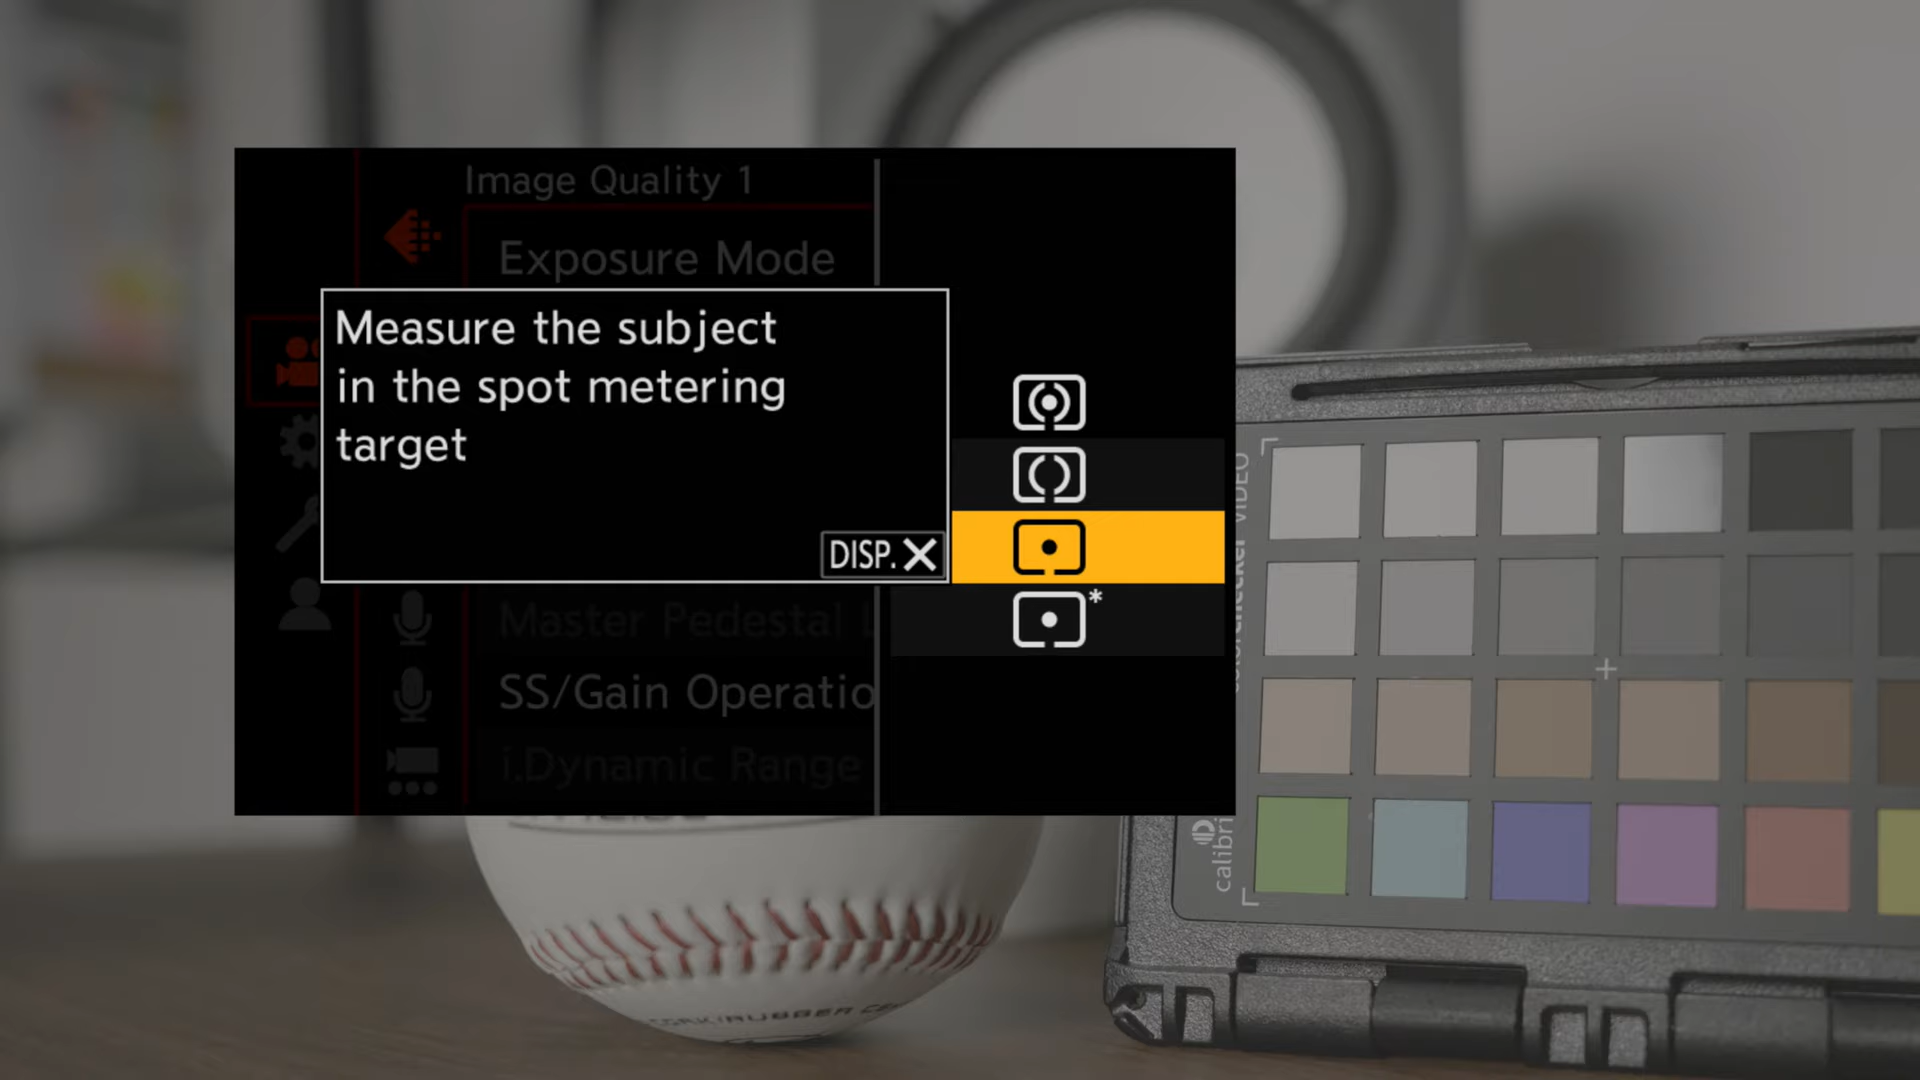 Image Quality 1
Exposure Mode
Measure the subject
in the spot metering
target
DISP.
*
Master Pedestal L
SS/Gain Operatio
i.Dynamic Range
VIDEO
calibri